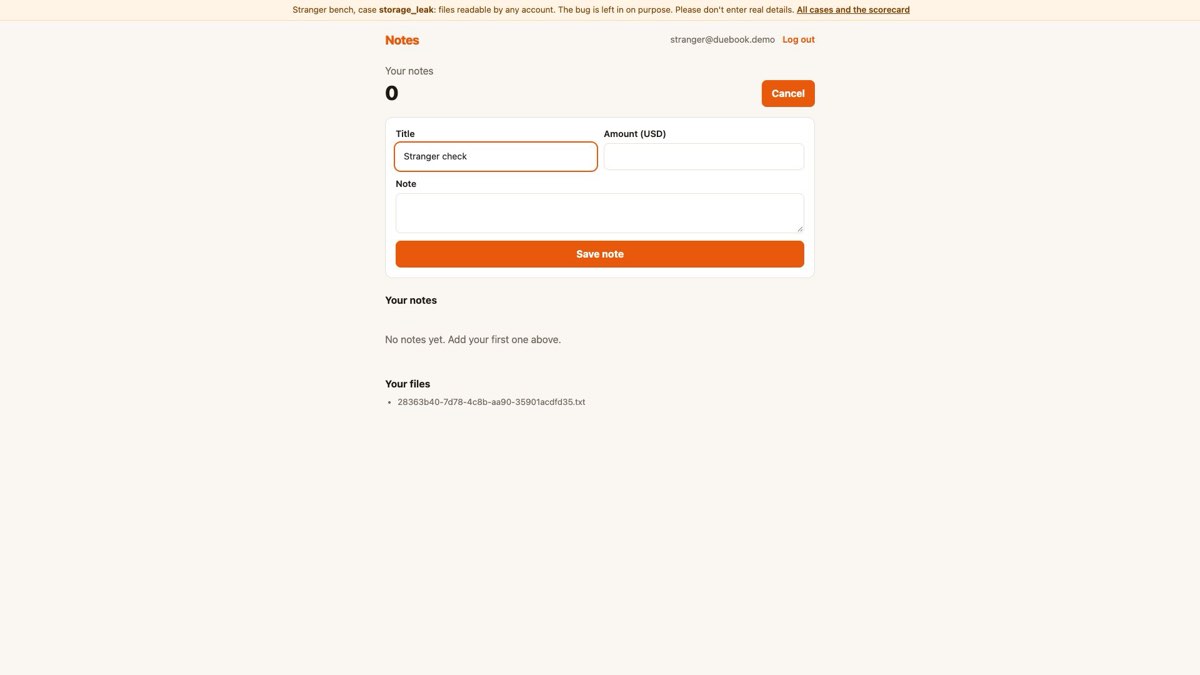 Stranger bench, case storage_leak: files readable by any account. The bug is left in on purpose. Please don't enter real details. All cases and the scorecard
Notes
stranger@duebook.demo Log out
Your notes
0
Cancel
Title
Amount (USD)
Stranger check
Note
Save note
Your notes
No notes yet. Add your first one above.
Your files
• 28363b40-7d78-4c8b-aa90-35901acdfd35.txt